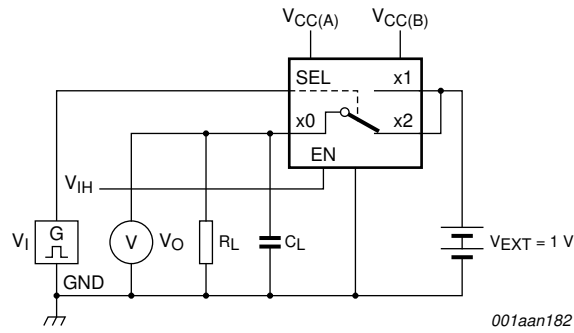 VCC(A) VCC(B)
SEL x1
x0 x2
EN
VIH
VI G V VO RL CL VEXT = 1 V
GND
001aan182